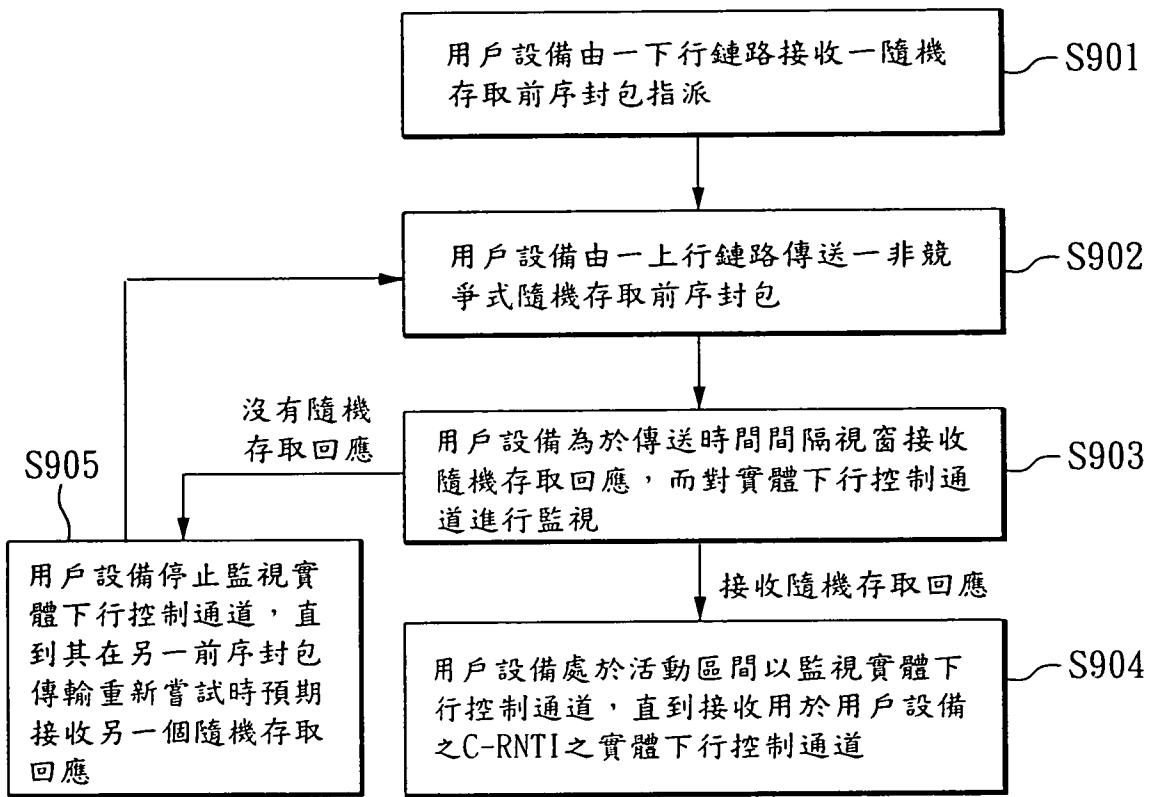 用戶設備由一下行鏈路接收一隨機
存取前序封包指派
S901
用戶設備由一上行鏈路傳送一非競
爭式隨機存取前序封包
S902
沒有隨機
存取回應
用戶設備為於傳送時間間隔視窗接收
隨機存取回應，而對實體下行控制通
道進行監視
S903
S905
用戶設備停止監視實
體下行控制通道，直
到其在另一前序封包
傳輸重新嘗試時預期
接收另一個隨機存取
回應
接收隨機存取回應
用戶設備處於活動區間以監視實體下
行控制通道，直到接收用於用戶設備
之C-RNTI之實體下行控制通道
S904